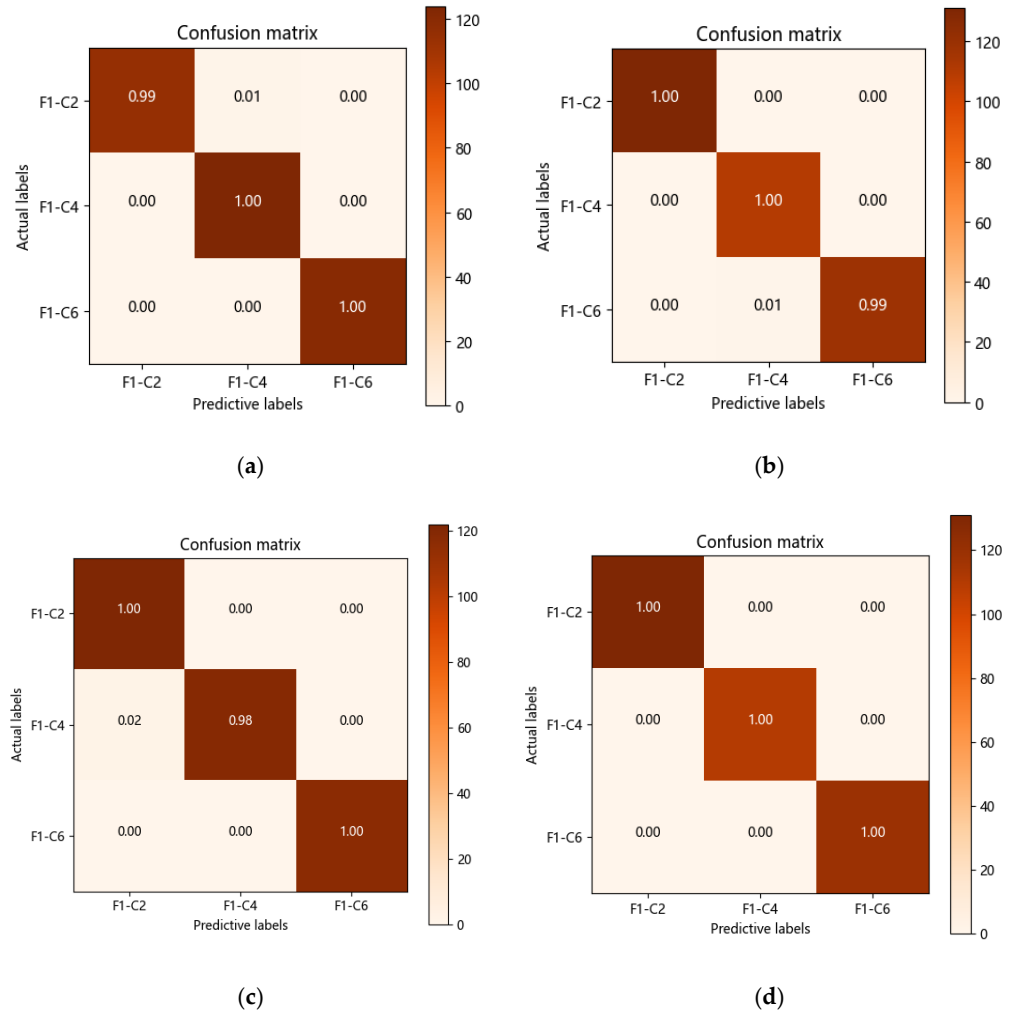 Confusion matrix
Actual labels
F1-C2 0.99 0.01 0.00
F1-C4 0.00 1.00 0.00
F1-C6 0.00 0.00 1.00
F1-C2 F1-C4 F1-C6
Predictive labels
120
100
80
60
40
20
0
(a)
Confusion matrix
Actual labels
F1-C2 1.00 0.00 0.00
F1-C4 0.00 1.00 0.00
F1-C6 0.00 0.01 0.99
F1-C2 F1-C4 F1-C6
Predictive labels
120
100
80
60
40
20
0
(b)
Confusion matrix
Actual labels
F1-C2 1.00 0.00 0.00
F1-C4 0.02 0.98 0.00
F1-C6 0.00 0.00 1.00
F1-C2 F1-C4 F1-C6
Predictive labels
120
100
80
60
40
20
0
(c)
Confusion matrix
Actual labels
F1-C2 1.00 0.00 0.00
F1-C4 0.00 1.00 0.00
F1-C6 0.00 0.00 1.00
F1-C2 F1-C4 F1-C6
Predictive labels
120
100
80
60
40
20
0
(d)